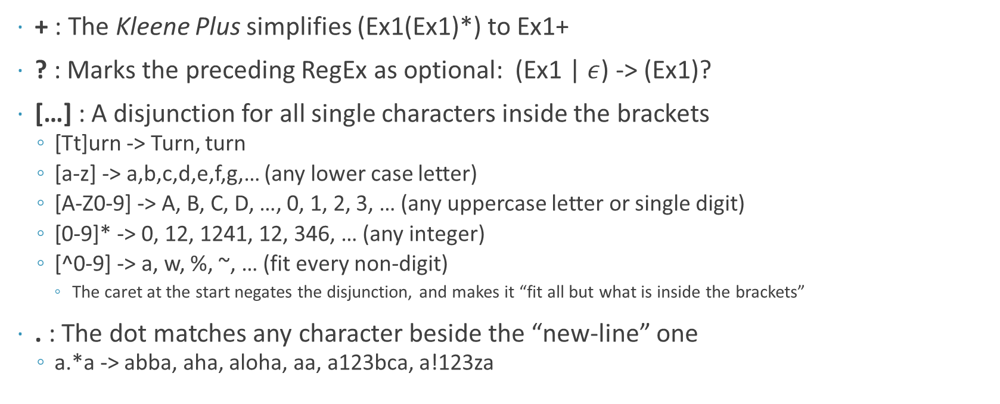 · + : The Kleene Plus simplifies (Ex1(Ex1)*) to Ex1+
· ? : Marks the preceding RegEx as optional:  (Ex1 | ϵ) -> (Ex1)?
· […] : A disjunction for all single characters inside the brackets
◦ [Tt]urn -> Turn, turn
◦ [a-z] -> a,b,c,d,e,f,g,… (any lower case letter)
◦ [A-Z0-9] -> A, B, C, D, …, 0, 1, 2, 3, … (any uppercase letter or single digit)
◦ [0-9]* -> 0, 12, 1241, 12, 346, … (any integer)
◦ [^0-9] -> a, w, %, ~, … (fit every non-digit)
◦ The caret at the start negates the disjunction, and makes it “fit all but what is inside the brackets”
· . : The dot matches any character beside the “new-line” one
◦ a.*a -> abba, aha, aloha, aa, a123bca, a!123za